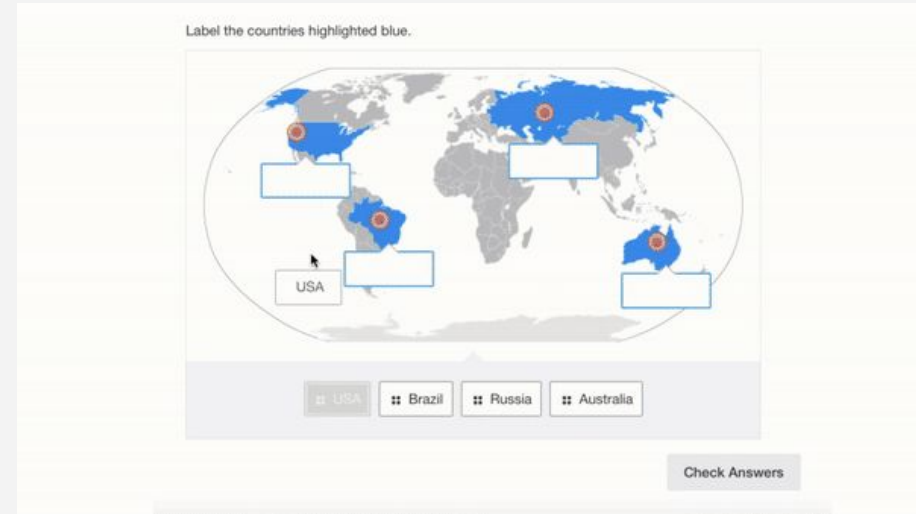 Label the countries highlighted blue.
USA
USA Brazil Russia Australia
Check Answers